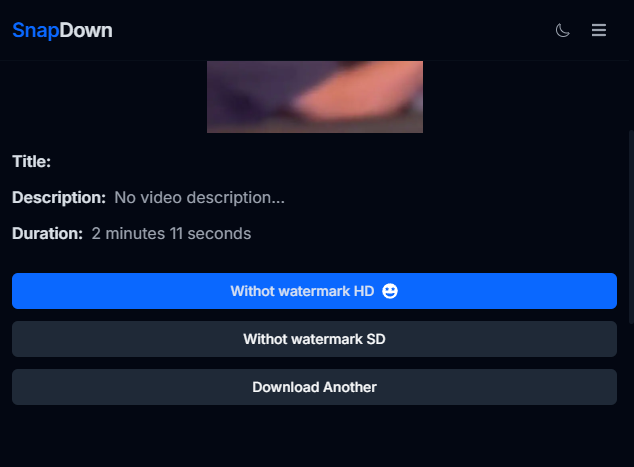 SnapDown
Title:
Description: No video description...
Duration: 2 minutes 11 seconds
Withot watermark HD
Withot watermark SD
Download Another